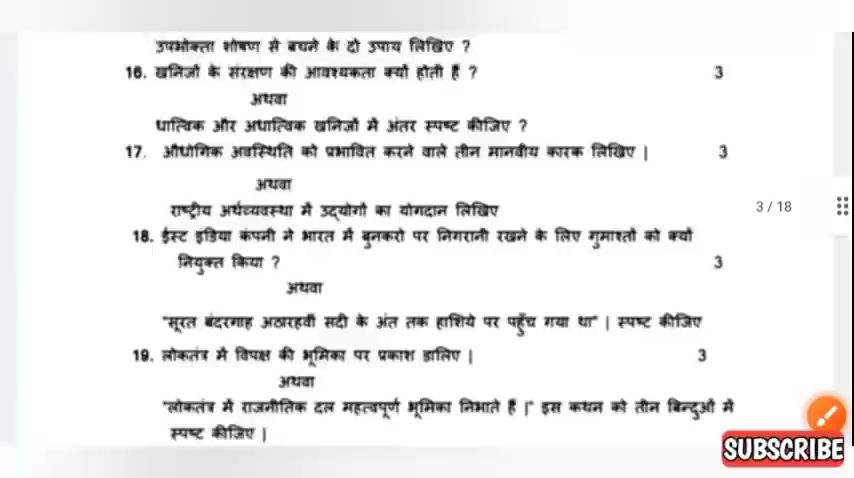 उपभोक्ता शोषण से बचने के दो उपाय लिखिए ?
16. खनिजों के संरक्षण की आवश्यकता क्यों होती हैं ? 3
अथवा
धात्विक और अधात्विक खनिजों में अंतर स्पष्ट कीजिए ?
17. औधोगिक अवस्थिति को प्रभावित करने वाले तीन मानवीय कारक लिखिए | 3
अथवा
राष्ट्रीय अर्थव्यवस्था में उद्योगों का योगदान लिखिए
3 / 18
18. ईस्ट इंडिया कंपनी ने भारत में बुनकरो पर निगरानी रखने के लिए गुमाश्तों को क्यों
नियुक्त किया ? 3
अथवा
"सूरत बंदरगाह अठारहवीं सदी के अंत तक हाशिये पर पहुँच गया था" | स्पष्ट कीजिए
19. लोकतंत्र में विपक्ष की भूमिका पर प्रकाश डालिए | 3
अथवा
"लोकतंत्र में राजनीतिक दल महत्वपूर्ण भूमिका निभाते हैं |" इस कथन को तीन बिन्दुओं में
स्पष्ट कीजिए |
SUBSCRIBE